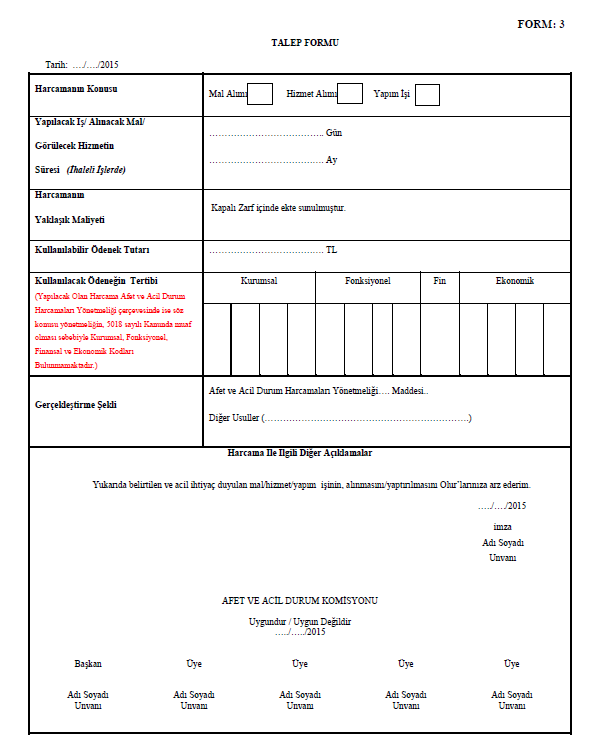 FORM: 3
TALEP FORMU
Tarih: …./…./2015
Harcamanın Konusu
Mal Alımı Hizmet Alımı Yapım İşi
Yapılacak İş/ Alınacak Mal/
Görülecek Hizmetin
Süresi (İhaleli İşlerde)
……………………………….. Gün
……………………………….. Ay
Harcamanın
Yaklaşık Maliyeti
Kapalı Zarf içinde ekte sunulmuştur.
Kullanılabilir Ödenek Tutarı
……………………………….. TL
Kullanılacak Ödeneğin Tertibi
(Yapılacak Olan Harcama Afet ve Acil Durum
Harcamaları Yönetmeliği çerçevesinde ise söz
konusu yönetmeliğin, 5018 sayılı Kanunda muaf
olması sebebiyle Kurumsal, Fonksiyonel,
Finansal ve Ekonomik Kodları
Bulunmamaktadır.)
Kurumsal Fonksiyonel Fin Ekonomik
Gerçekleştirme Şekli
Afet ve Acil Durum Harcamaları Yönetmeliği…. Maddesi..
Diğer Usuller (………………………………………………………….)
Harcama İle İlgili Diğer Açıklamalar
Yukarıda belirtilen ve acil ihtiyaç duyulan mal/hizmet/yapım işinin, alınmasını/yaptırılmasını Olur’larınıza arz ederim.
…../…./2015
imza
Adı Soyadı
Unvanı
AFET VE ACİL DURUM KOMİSYONU
Uygundur / Uygun Değildir
…../…../2015
Başkan Üye Üye Üye Üye
Adı Soyadı Adı Soyadı Adı Soyadı Adı Soyadı Adı Soyadı
Unvanı Unvanı Unvanı Unvanı Unvanı